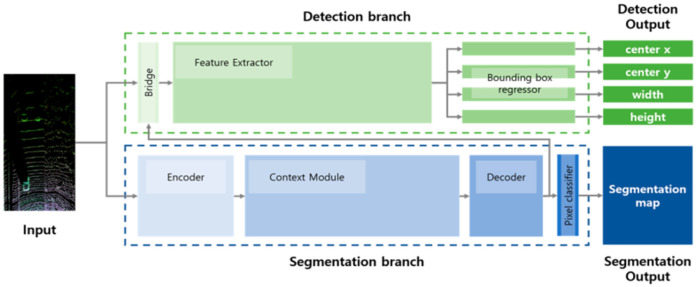 Detection branch
Detection
Output
Bridge
Feature Extractor
Bounding box
regressor
center x
center y
width
height
Encoder
Context Module
Decoder
Pixel classifier
Segmentation
map
Input
Segmentation branch
Segmentation
Output